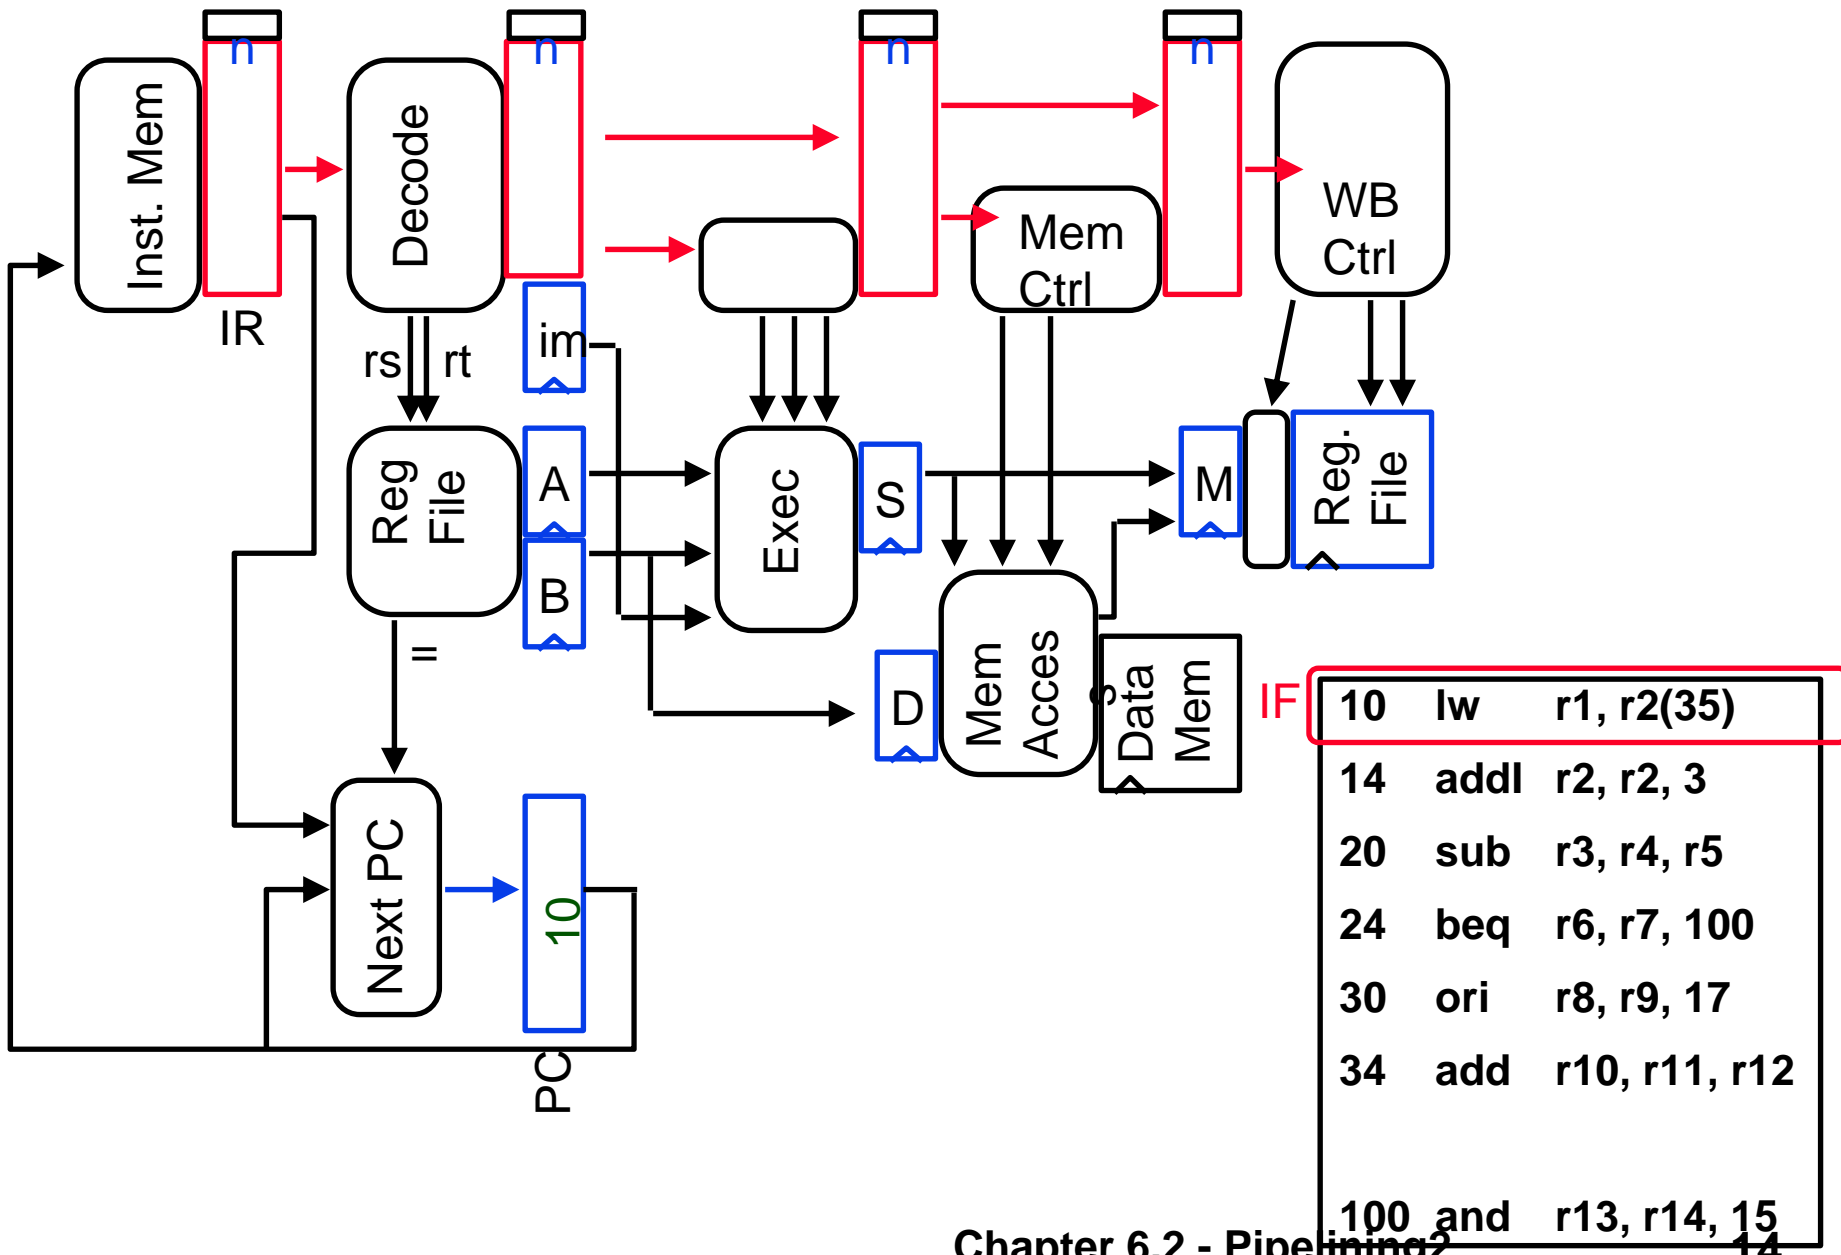 n
n
n
n
Inst. Mem
Decode
WB
Ctrl
Mem
Ctrl
IR
rs
rt
im
Reg
File
A
B
Exec
S
M
Reg.
File
=
D
Mem
Acces
s
Data
Mem
Next PC
10
PC
IF
10 lw r1, r2(35)
14 addI r2, r2, 3
20 sub r3, r4, r5
24 beq r6, r7, 100
30 ori r8, r9, 17
34 add r10, r11, r12
100 and r13, r14, 15
Chapter 6.2 - Pipelining2
14